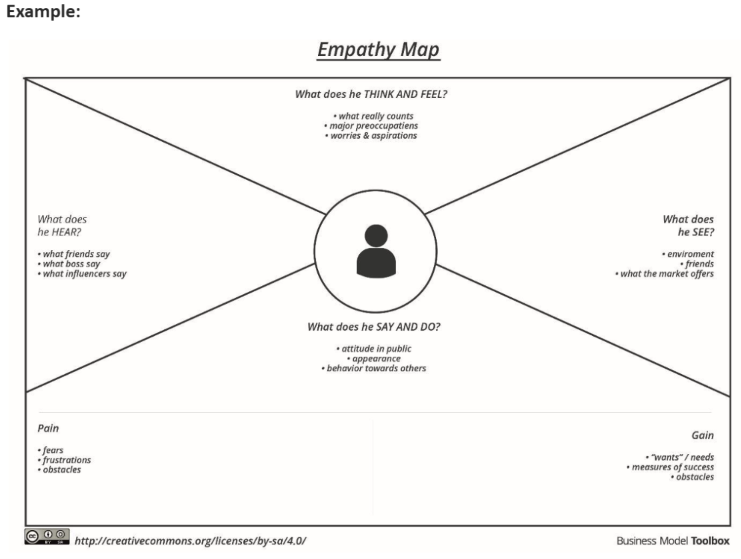 Example:
Empathy Map
What does he THINK AND FEEL?
• what really counts
• major preoccupatiens
• worries & aspirations
What does
he HEAR?
• what friends say
• what boss say
• what influencers say
What does
he SEE?
• enviroment
• friends
• what the market offers
What does he SAY AND DO?
• attitude in public
• appearance
• behavior towards others
Pain
• fears
• frustrations
• obstacles
Gain
• "wants" / needs
• measures of success
• obstacles
cc BY SA
http://creativecommons.org/licenses/by-sa/4.0/
Business Model Toolbox